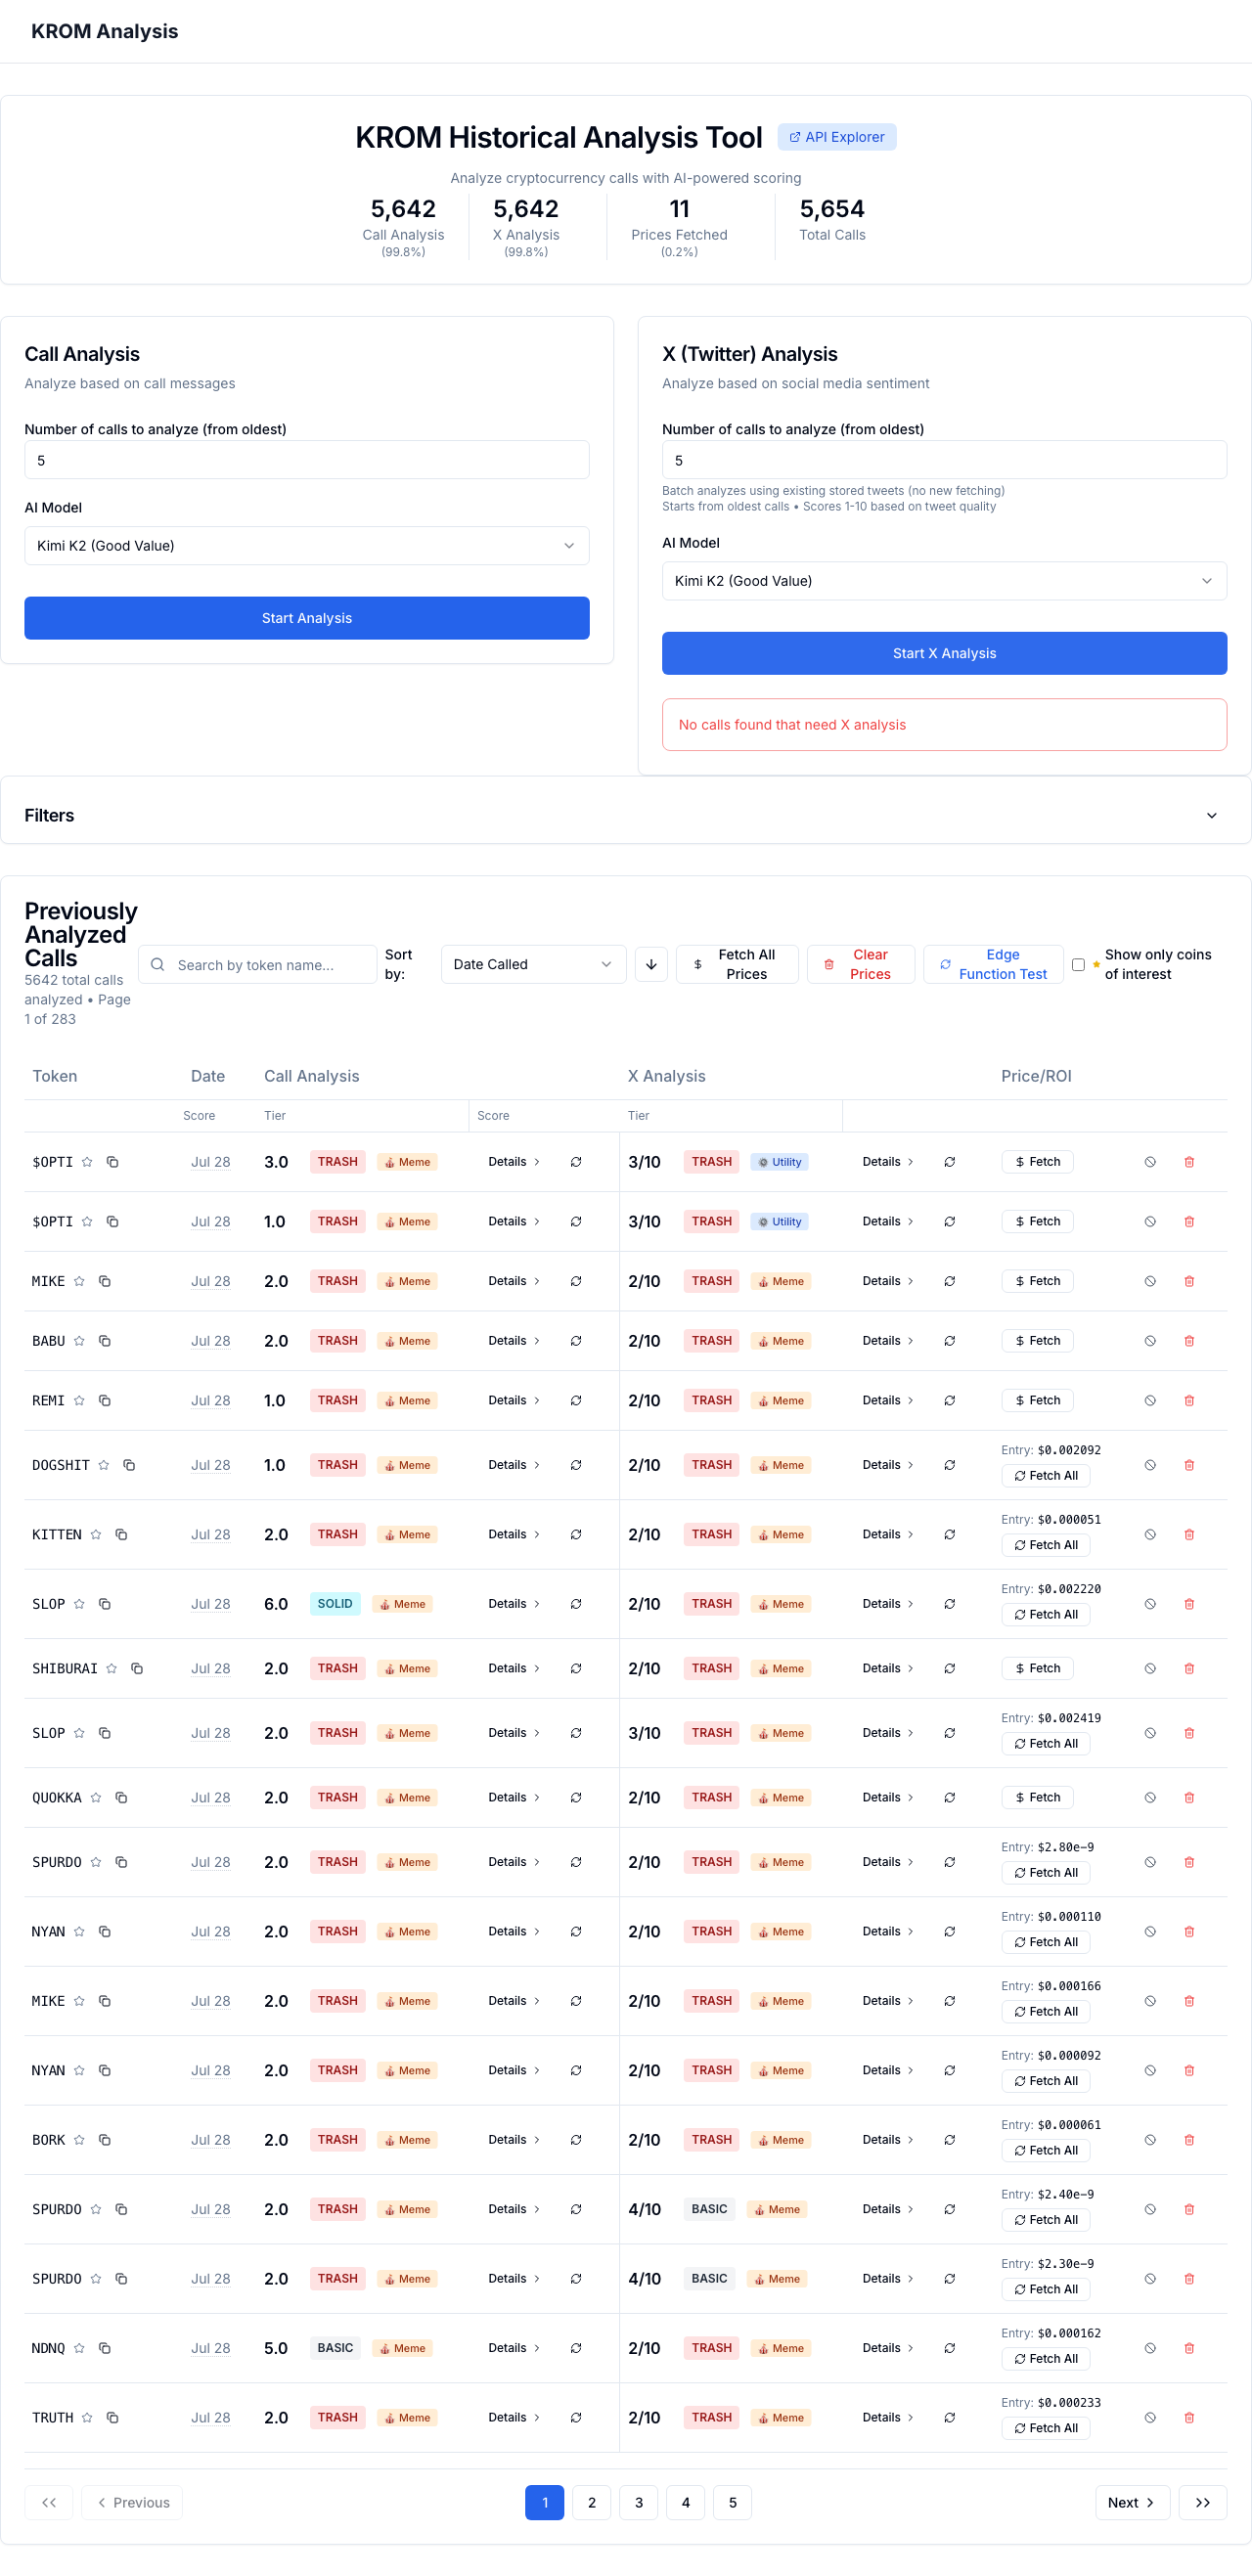 KROM Analysis
KROM Historical Analysis Tool API Explorer
Analyze cryptocurrency calls with AI-powered scoring
5,642 5,642 11 5,654
Call Analysis X Analysis Prices Fetched Total Calls
(99.8%) (99.8%) (0.2%)
Call Analysis
Analyze based on call messages
Number of calls to analyze (from oldest)
5
AI Model
Kimi K2 (Good Value)
Start Analysis
X (Twitter) Analysis
Analyze based on social media sentiment
Number of calls to analyze (from oldest)
5
Batch analyzes using existing stored tweets (no new fetching)
Starts from oldest calls • Scores 1-10 based on tweet quality
AI Model
Kimi K2 (Good Value)
Start X Analysis
No calls found that need X analysis
Filters
Previously
Analyzed
Calls
5642 total calls
analyzed • Page
1 of 283
Search by token name...
Sort
by:
Date Called
Fetch All
Prices
Clear
Prices
Edge
Function Test
Show only coins
of interest
Token Date Call Analysis X Analysis Price/ROI
Score Tier Score Tier
$OPTI Jul 28 3.0 TRASH Meme Details 3/10 TRASH Utility Details $ Fetch
$OPTI Jul 28 1.0 TRASH Meme Details 3/10 TRASH Utility Details $ Fetch
MIKE Jul 28 2.0 TRASH Meme Details 2/10 TRASH Meme Details $ Fetch
BABU Jul 28 2.0 TRASH Meme Details 2/10 TRASH Meme Details $ Fetch
REMI Jul 28 1.0 TRASH Meme Details 2/10 TRASH Meme Details $ Fetch
DOGSHIT Jul 28 1.0 TRASH Meme Details 2/10 TRASH Meme Details Entry: $0.002092
Fetch All
KITTEN Jul 28 2.0 TRASH Meme Details 2/10 TRASH Meme Details Entry: $0.000051
Fetch All
SLOP Jul 28 6.0 SOLID Meme Details 2/10 TRASH Meme Details Entry: $0.002220
Fetch All
SHIBURAI Jul 28 2.0 TRASH Meme Details 2/10 TRASH Meme Details $ Fetch
SLOP Jul 28 2.0 TRASH Meme Details 3/10 TRASH Meme Details Entry: $0.002419
Fetch All
QUOKKA Jul 28 2.0 TRASH Meme Details 2/10 TRASH Meme Details $ Fetch
SPURDO Jul 28 2.0 TRASH Meme Details 2/10 TRASH Meme Details Entry: $2.80e-9
Fetch All
NYAN Jul 28 2.0 TRASH Meme Details 2/10 TRASH Meme Details Entry: $0.000110
Fetch All
MIKE Jul 28 2.0 TRASH Meme Details 2/10 TRASH Meme Details Entry: $0.000166
Fetch All
NYAN Jul 28 2.0 TRASH Meme Details 2/10 TRASH Meme Details Entry: $0.000092
Fetch All
BORK Jul 28 2.0 TRASH Meme Details 2/10 TRASH Meme Details Entry: $0.000061
Fetch All
SPURDO Jul 28 2.0 TRASH Meme Details 4/10 BASIC Meme Details Entry: $2.40e-9
Fetch All
SPURDO Jul 28 2.0 TRASH Meme Details 4/10 BASIC Meme Details Entry: $2.30e-9
Fetch All
NDNQ Jul 28 5.0 BASIC Meme Details 2/10 TRASH Meme Details Entry: $0.000162
Fetch All
TRUTH Jul 28 2.0 TRASH Meme Details 2/10 TRASH Meme Details Entry: $0.000233
Fetch All
Previous 1 2 3 4 5 Next